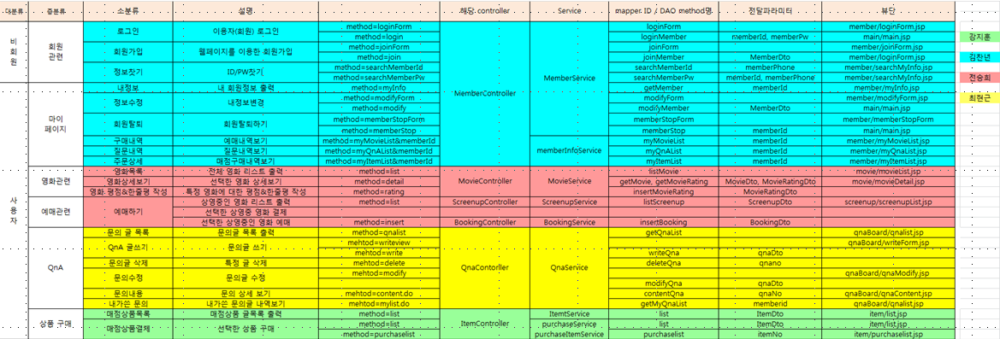 대분류 중분류 소분류 설명 해당 controller Service mapper ID / DAO method명 전달파라미터 뷰단
비회원 회원 관련 로그인 이용자(회원) 로그인 method=loginForm MemberController MemberService loginForm member/loginForm.jsp
method=login loginMember memberId, memberPw main/main.jsp
강지훈
회원가입 웹페이지를 이용한 회원가입 method=joinForm joinForm member/joinForm.jsp
method=join joinMember MemberDto member/loginForm.jsp
정보찾기 ID/PW찾기 method=searchMemberId searchMemberId memberPhone member/searchMyInfo.jsp
김찬년
method=searchMemberPw searchMemberPw memberId, memberPhone member/searchMyInfo.jsp
전승희
사용자 마이 페이지 내정보 내 회원정보 출력 method=myInfo getMember memberId member/myInfo.jsp
정보수정 내정보변경 method=modifyForm modifyForm member/modifyForm.jsp
최현근
method=modify modifyMember MemberDto main/main.jsp
회원탈퇴 회원탈퇴하기 method=memberStopForm memberStopForm member/memberStopForm
method=memberStop memberStop memberId main/main.jsp
구매내역 예매내역보기 method=myMovieList&memberId memberInfoService myMovieList memberId member/myMovieList.jsp
질문내역 질문내역보기 method=myQnAList&memberId myQnAList memberId member/myQnaList.jsp
주문상세 매점구매내역보기 method=myItemList&memberId myItemList memberId member/myItemList.jsp
영화관련 영화목록 전체 영화 리스트 출력 method=list MovieController MovieService listMovie movie/movieList.jsp
영화상세보기 선택한 영화 상세보기 method=detail getMovie, getMovieRating MovieDto, MovieRatingDto movie/movieDetail.jsp
영화 평점&한줄평 작성 특정 영화에 대한 평점&한줄평 method=rating insertMovieRating MovieRatingDto
예매관련 예매하기 상영중인 영화 리스트 출력 method=list ScreenupController ScreenupService listScreenup ScreenupDto screenup/screenupList.jsp
선택한 상영중 영화 결제
선택한 상영중인 영화 예매 method=insert BookingController BookingService insertBooking BookingDto
QnA 문의 글 목록 문의글 목록 출력 method=qnalist QnaContorller QnaService getQnaList qnaBoard/qnalist.jsp
QnA 글쓰기 문의글 쓰기 mehtod=writeview qnaBoard/writeForm.jsp
mehtod=write writeQna qnaDto
문의글 삭제 특정 글 삭제 mehtod=delete deleteQna qnano
문의수정 문의글 수정 mehtod=modify qnaBoard/qnaModify.jsp
modifyQna qnaDto
문의내용 문의 상세 보기 mehtod=content.do contentQna qnaNo qnaBoard/qnaContent.jsp
내가쓴 문의 내가쓴 문의글 내역보기 mehtod=mylist.do getMyQnaList memberid qnaBoard/qnalist.jsp
상품 구매 매점상품목록 매점상품 글목록 출력 method=list ItemController ItemtService list ItemDto item/list.jsp
매점상품결제 선택한 상품 구매 method=list purchaseService list ItemDto item/list.jsp
method=purchaselist purchaseItemService purchaselist itemNo item/purchaselist.jsp